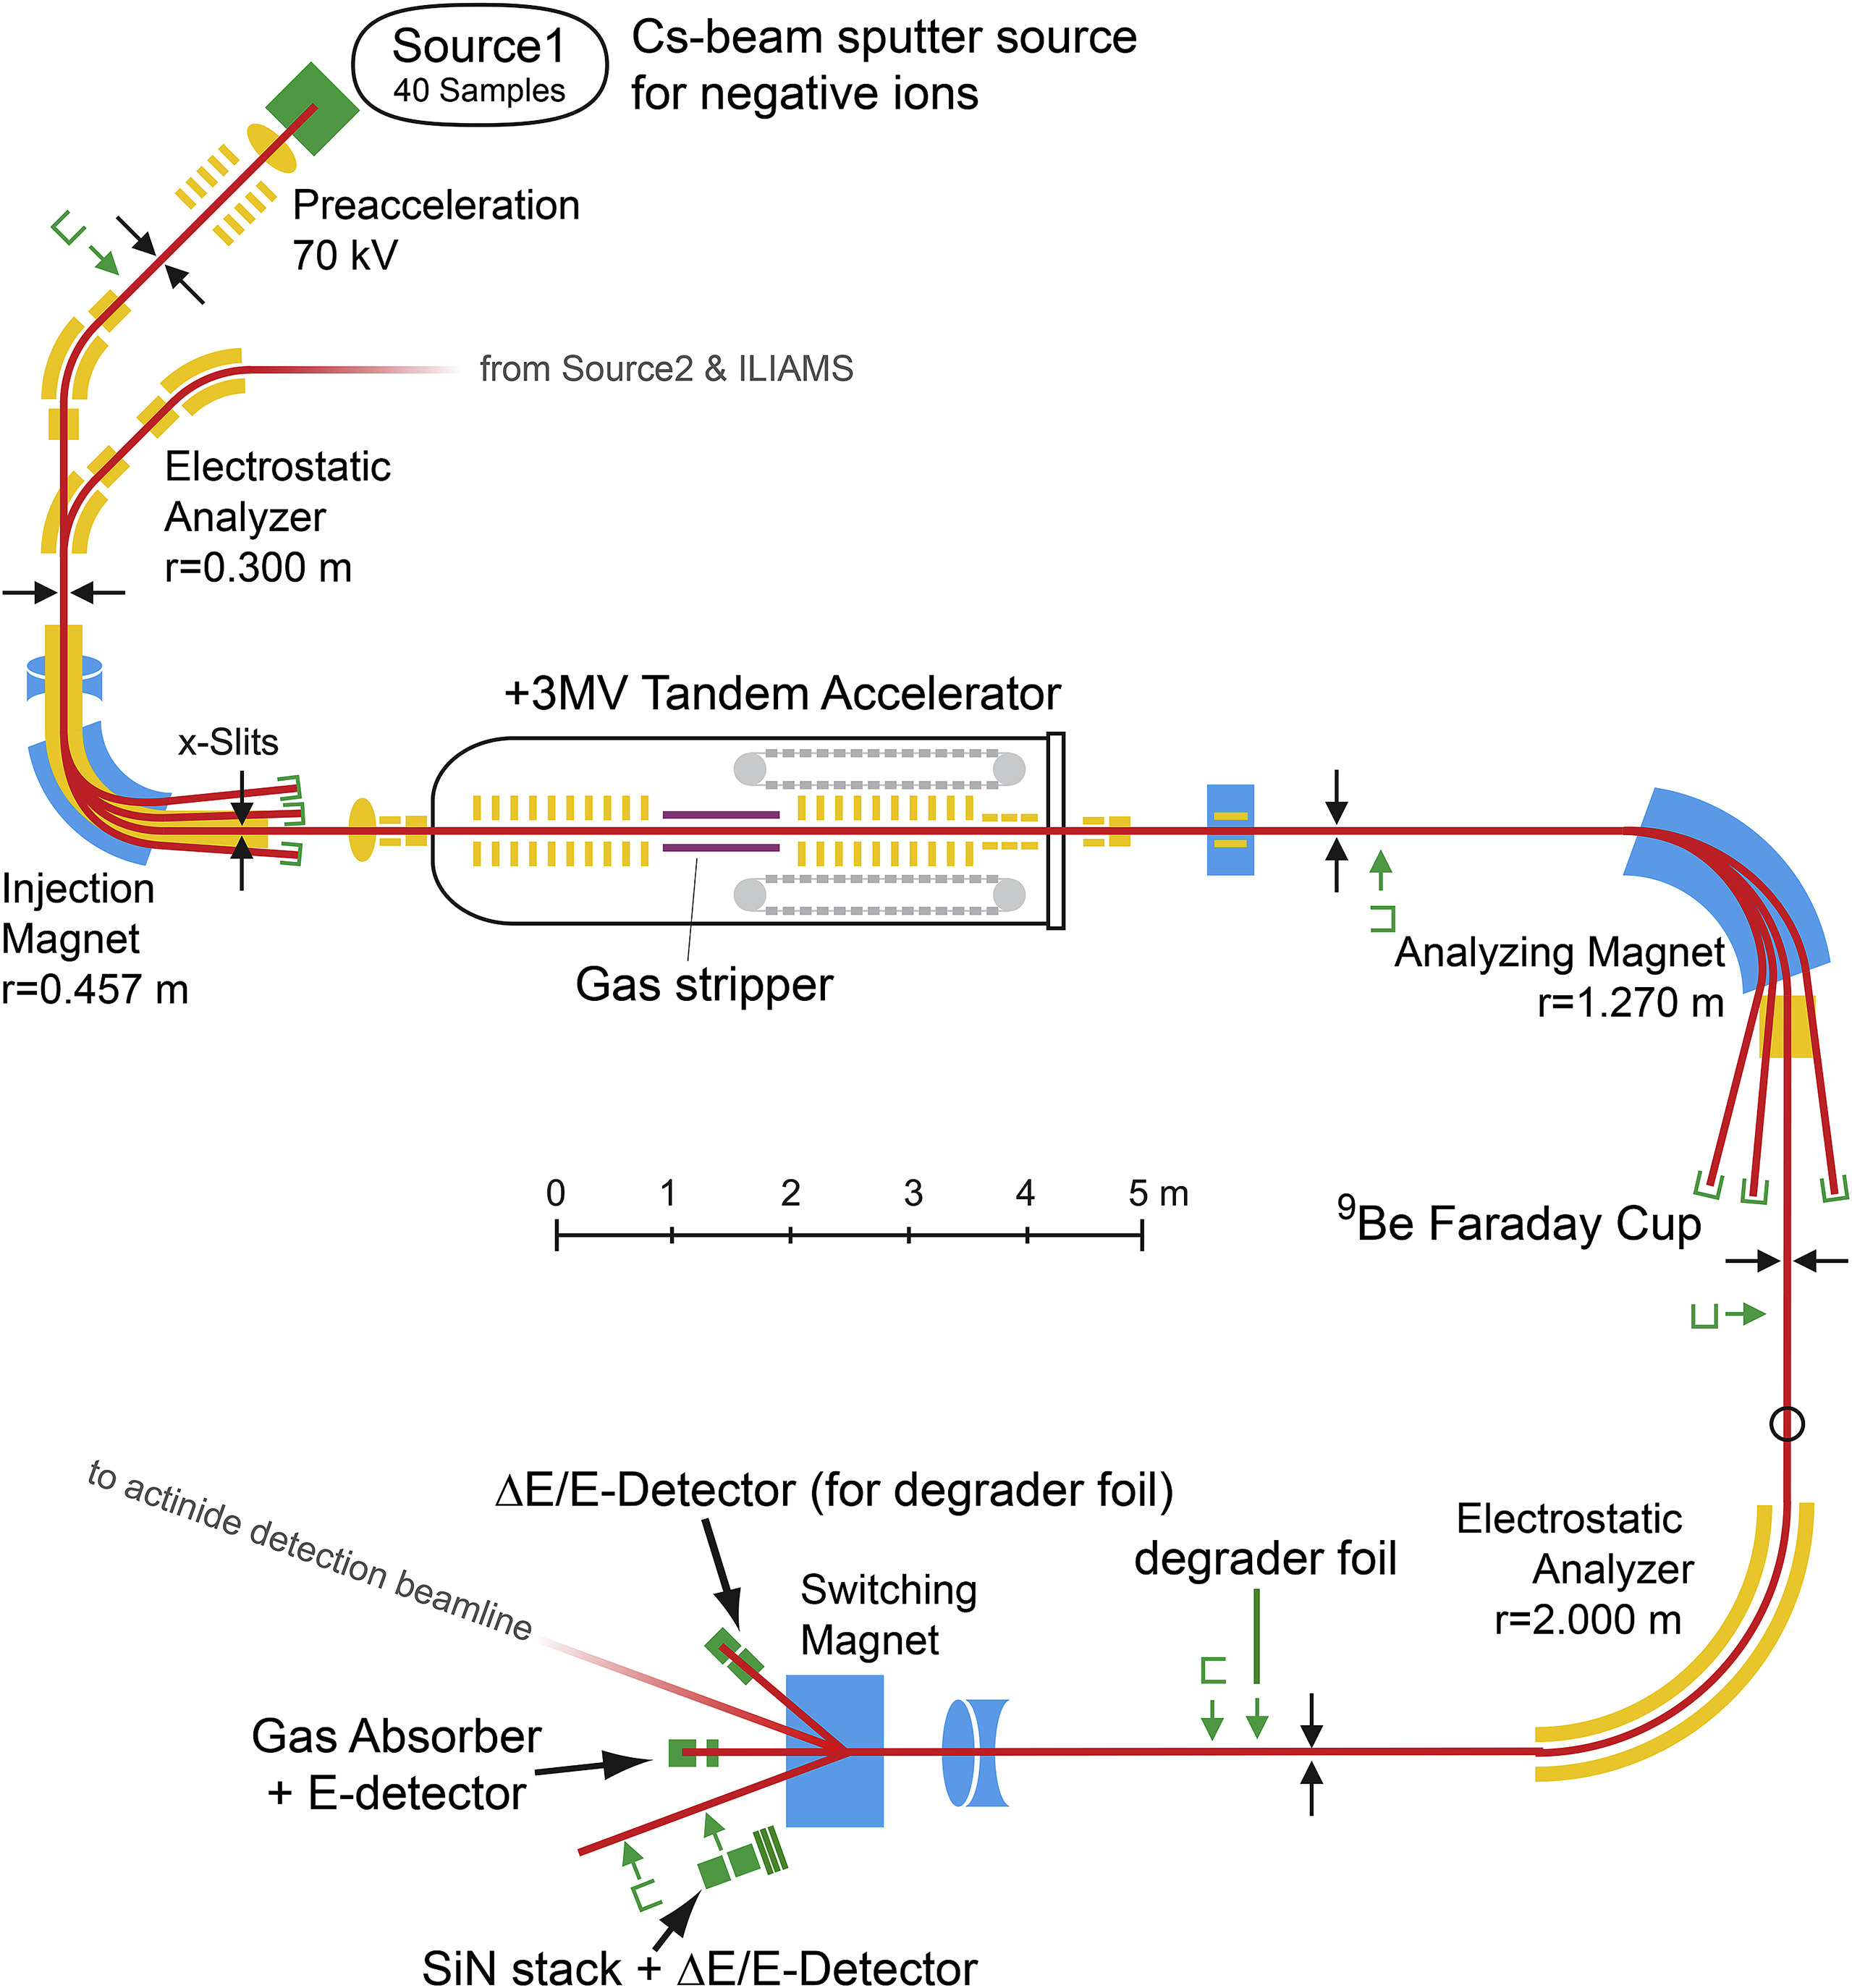 Source1
40 Samples
Cs-beam sputter source
for negative ions
Preacceleration
70 kV
from Source2 & ILIAMS
Electrostatic
Analyzer
r=0.300 m
+3MV Tandem Accelerator
x-Slits
Injection
Magnet
r=0.457 m
Gas stripper
Analyzing Magnet
r=1.270 m
0 1 2 3 4 5 m
⁹Be Faraday Cup
to actinide detection beamline
ΔE/E-Detector (for degrader foil)
Switching
Magnet
degrader foil
Electrostatic
Analyzer
r=2.000 m
Gas Absorber
+ E-detector
SiN stack + ΔE/E-Detector